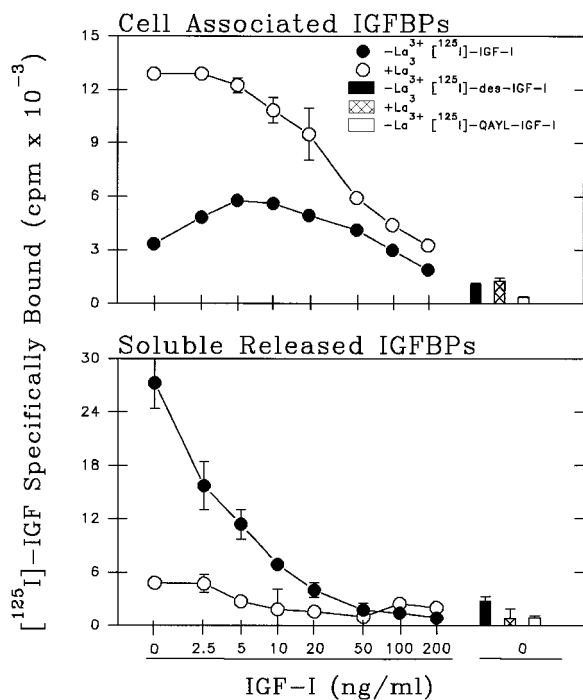 Cell Associated IGFBPs
15
12
9
6
3
0
−La³⁺ [¹²⁵I]−IGF−I
+La³
−La³⁺ [¹²⁵I]−des−IGF−I
+La³
−La³⁺ [¹²⁵I]−QAYL−IGF−I
[¹²⁵I]−IGF Specifically Bound (cpm x 10⁻³)
Soluble Released IGFBPs
30
24
18
12
6
0
0 2.5 5 10 20 50 100 200 0
IGF−I (ng/ml)